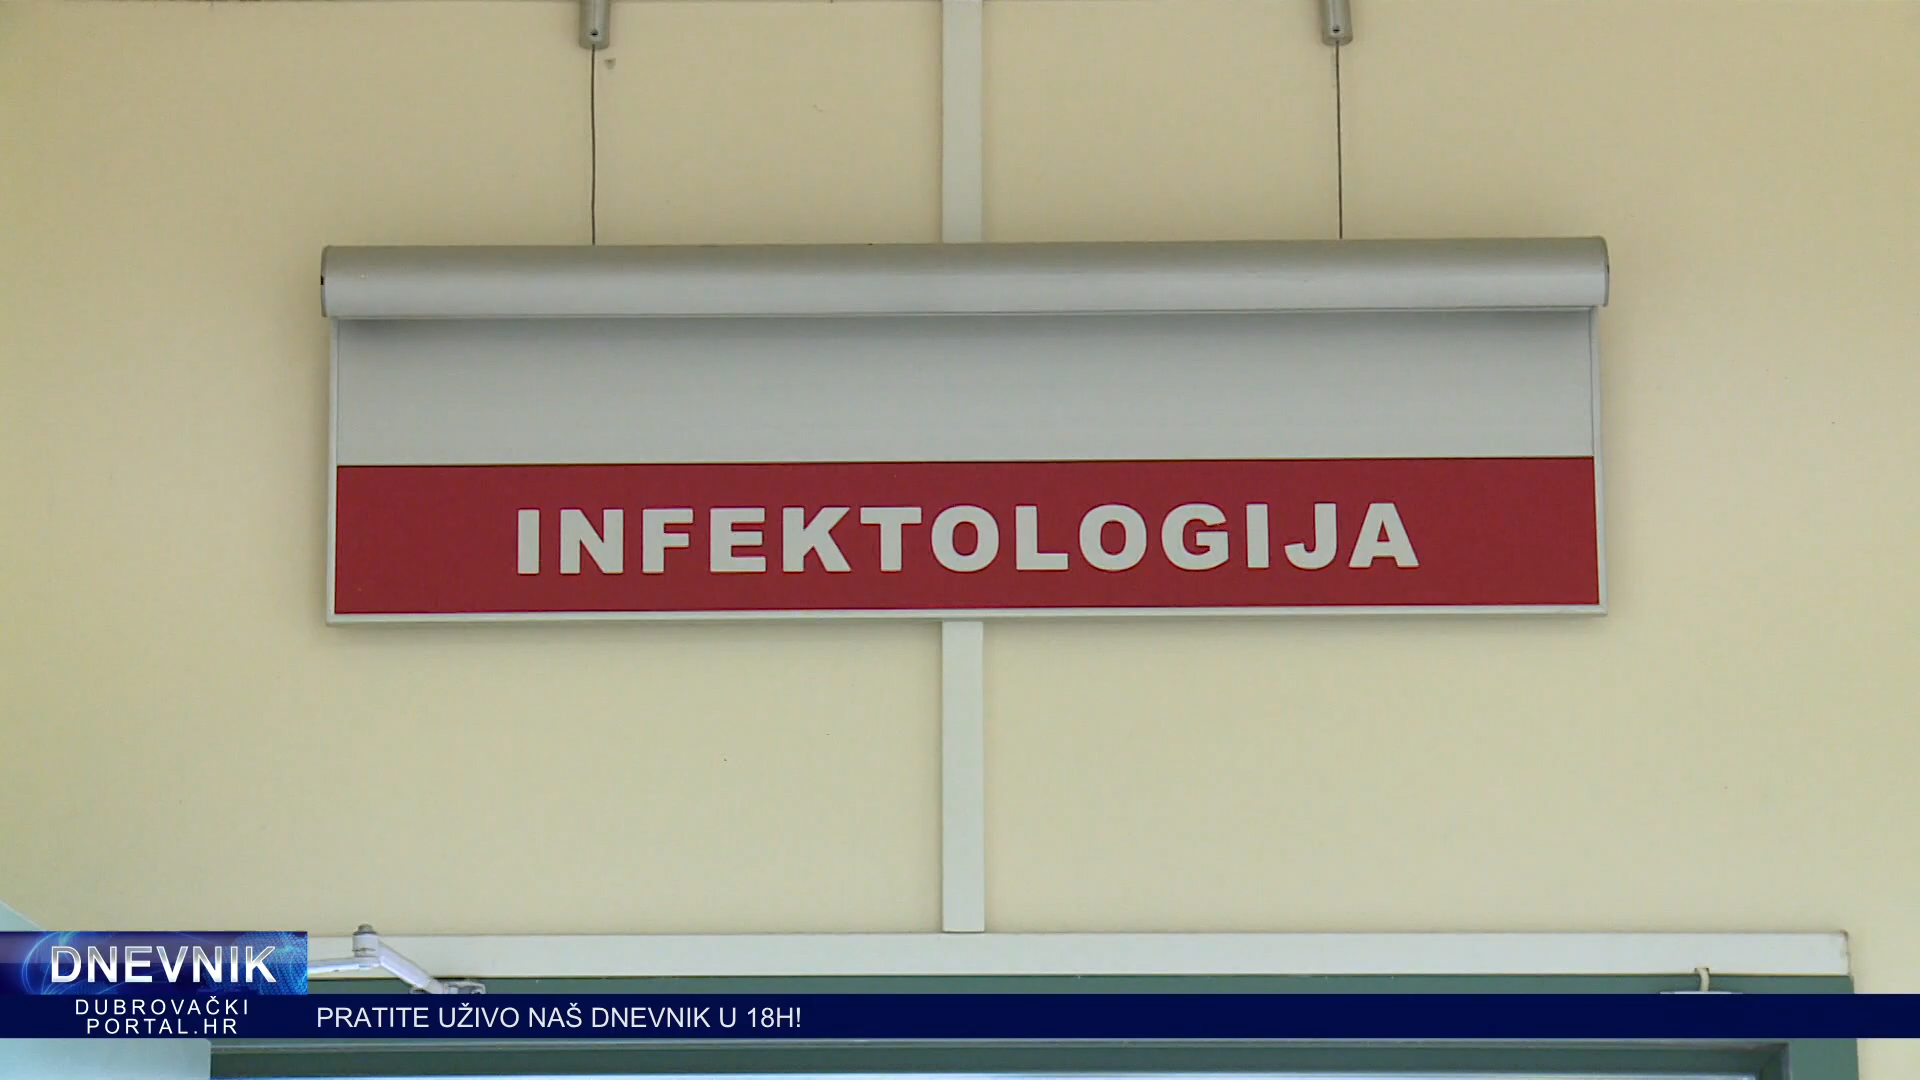 INFEKTOLOGIJA
DNEVNIK
DUBROVAČKI
PORTAL.HR
PRATITE UŽIVO NAŠ DNEVNIK U 18H!